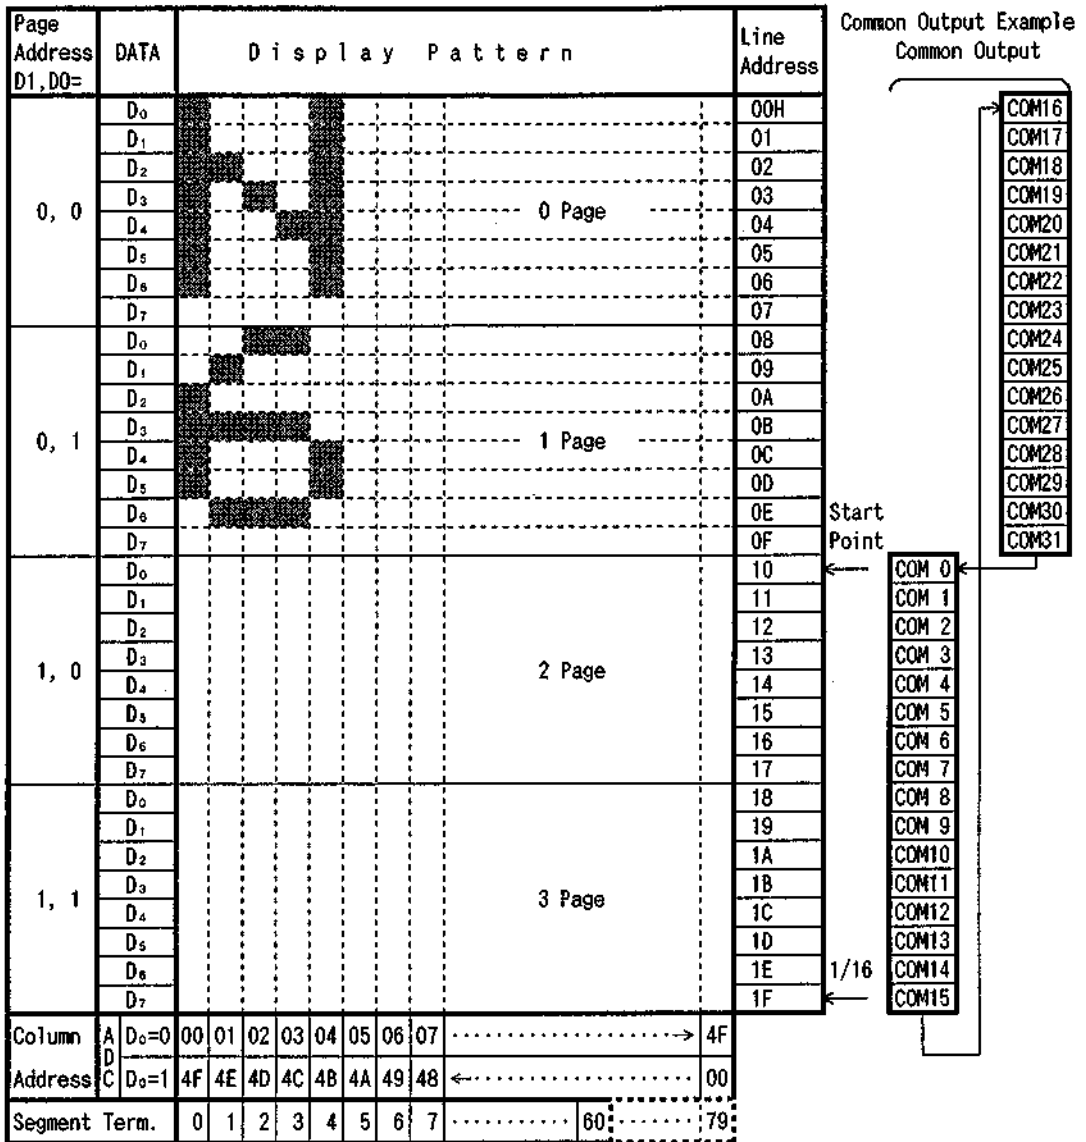 Page Address D1,D0= DATA Display Pattern Line Address Common Output Example
Common Output
D0 00H COM16
D1 01 COM17
D2 02 COM18
0, 0 D3 0 Page 03 COM19
D4 04 COM20
D5 05 COM21
D6 06 COM22
D7 07 COM23
D0 08 COM24
D1 09 COM25
D2 0A COM26
0, 1 D3 1 Page 0B COM27
D4 0C COM28
D5 0D COM29
D6 0E Start COM30
D7 0F Point COM31
D0 10 COM 0
D1 11 COM 1
D2 12 COM 2
1, 0 D3 2 Page 13 COM 3
D4 14 COM 4
D5 15 COM 5
D6 16 COM 6
D7 17 COM 7
D0 18 COM 8
D1 19 COM 9
D2 1A COM10
1, 1 D3 3 Page 1B COM11
D4 1C COM12
D5 1D COM13
D6 1E 1/16 COM14
D7 1F COM15
Column Address ADC D0=0 00 01 02 03 04 05 06 07 4F
D0=1 4F 4E 4D 4C 4B 4A 49 48 00
Segment Term. 0 1 2 3 4 5 6 7 60 79